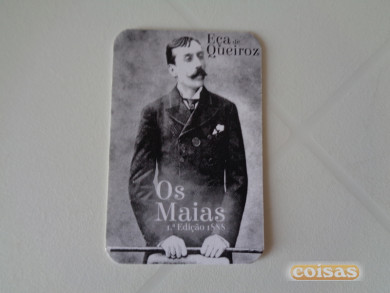 Eça de
Queiroz
Os
Maias
1.ª Edição 1888
coisas